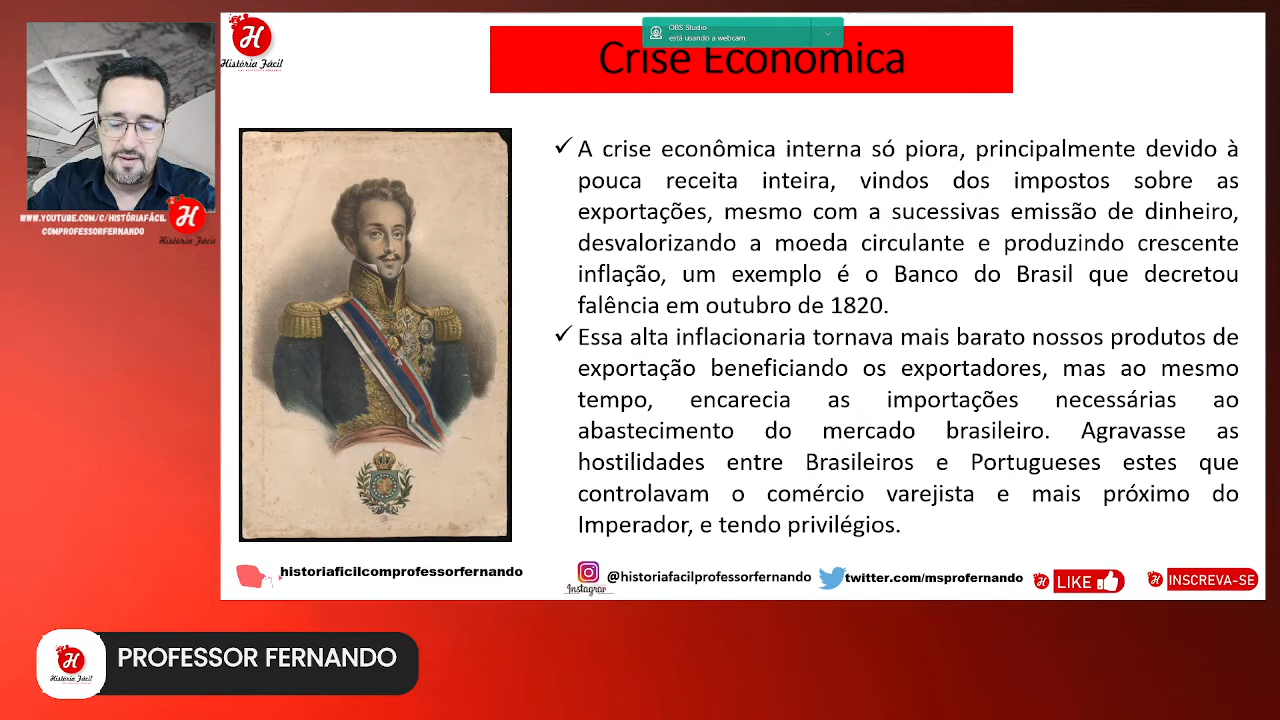 H
História Fácil
OBS Studio
está usando a webcam
Crise Econômica
WWW.YOUTUBE.COM/C/HISTÓRIAFÁCIL
COMPROFESSORFERNANDO
H
História Fácil
A crise econômica interna só piora, principalmente devido à
pouca receita inteira, vindos dos impostos sobre as
exportações, mesmo com a sucessivas emissão de dinheiro,
desvalorizando a moeda circulante e produzindo crescente
inflação, um exemplo é o Banco do Brasil que decretou
falência em outubro de 1820.
Essa alta inflacionaria tornava mais barato nossos produtos de
exportação beneficiando os exportadores, mas ao mesmo
tempo, encarecia as importações necessárias ao
abastecimento do mercado brasileiro. Agravasse as
hostilidades entre Brasileiros e Portugueses estes que
controlavam o comércio varejista e mais próximo do
Imperador, e tendo privilégios.
historiaficilcomprofessorfernando
Instagrar
@historiafacilprofessorfernando
twitter.com/msprofernando
H
LIKE
H
INSCREVA-SE
H
História Fácil
PROFESSOR FERNANDO